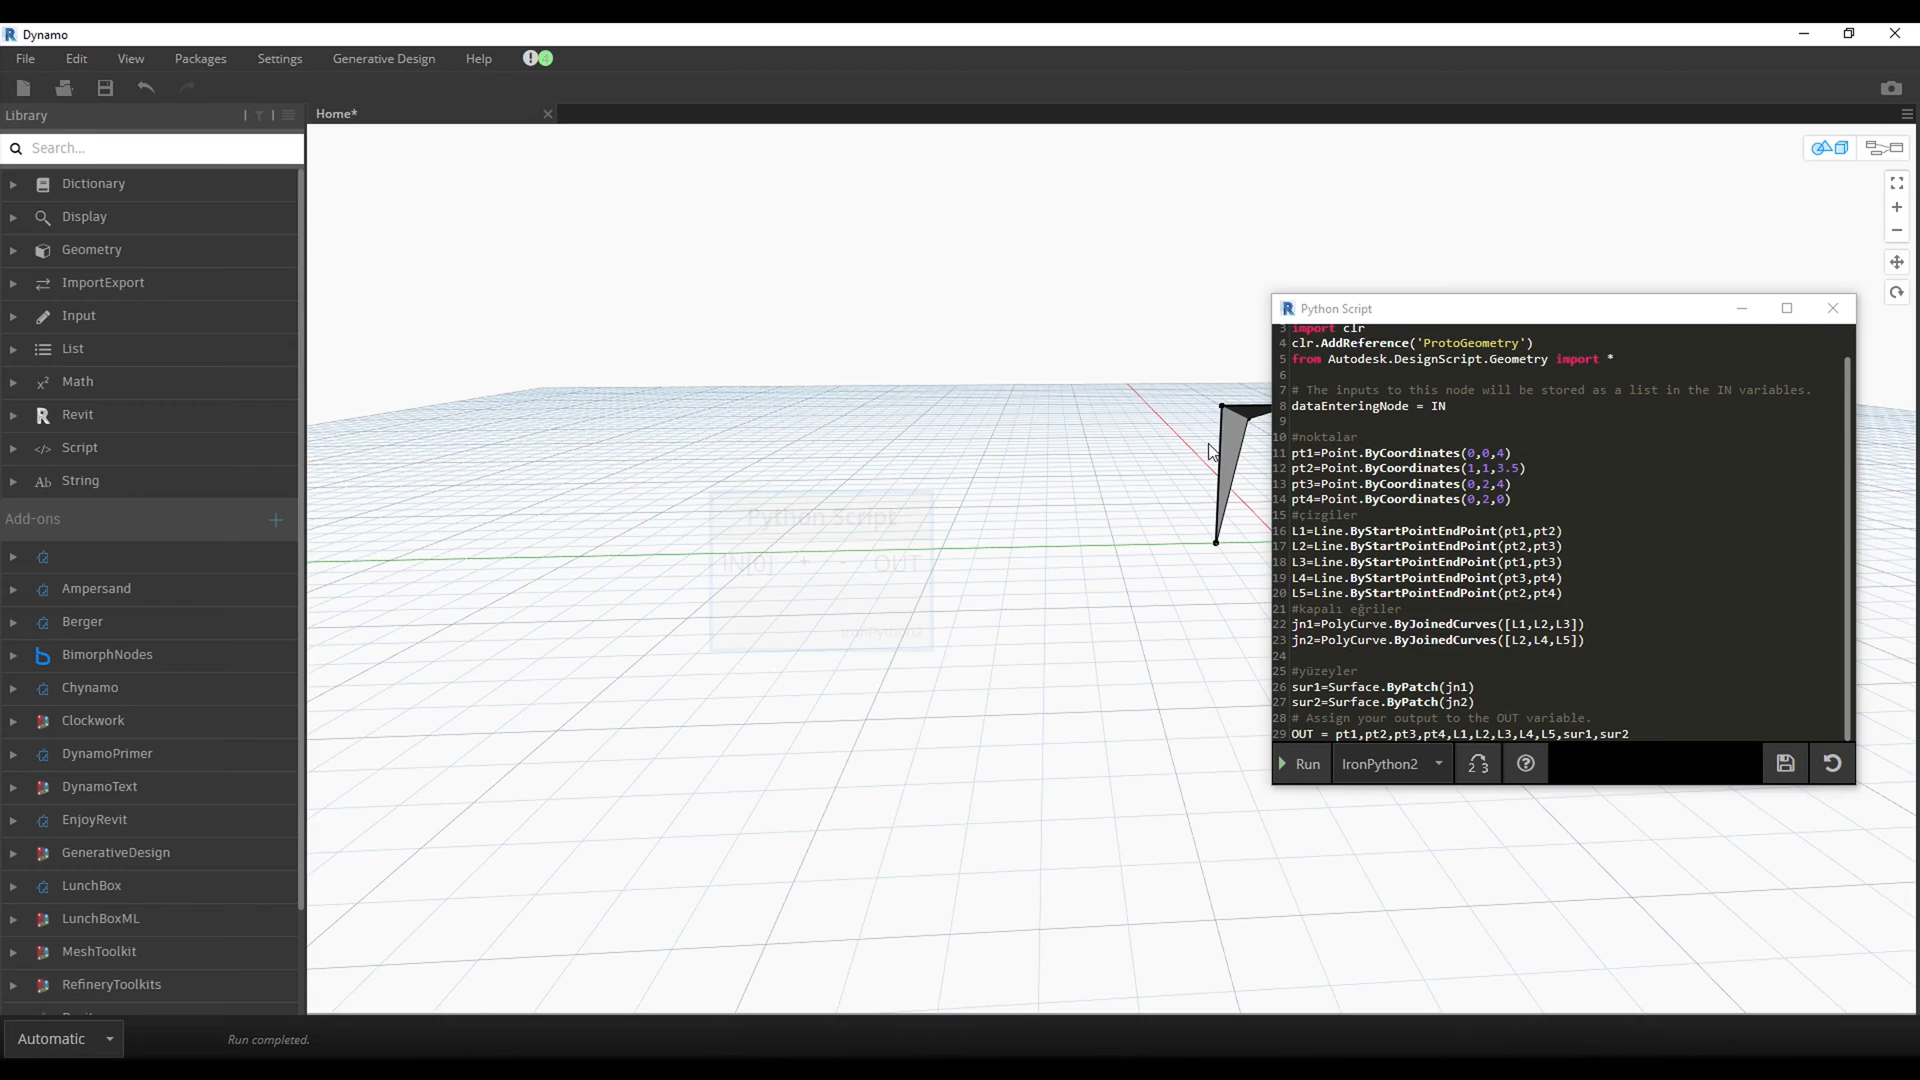 Dynamo
File Edit View Packages Settings Generative Design Help
Library
Home*
Search...
Dictionary
Display
Geometry
ImportExport
Input
List
Math
Revit
Script
String
Add-ons
Ampersand
Berger
BimorphNodes
Chynamo
Clockwork
DynamoPrimer
DynamoText
EnjoyRevit
GenerativeDesign
LunchBox
LunchBoxML
MeshToolkit
RefineryToolkits
Automatic
Run completed.
Python Script
IN[0] + - OUT
IronPython2
Python Script
3 import clr
4 clr.AddReference('ProtoGeometry')
5 from Autodesk.DesignScript.Geometry import *
6
7 # The inputs to this node will be stored as a list in the IN variables.
8 dataEnteringNode = IN
9
10 #noktalar
11 pt1=Point.ByCoordinates(0,0,4)
12 pt2=Point.ByCoordinates(1,1,3.5)
13 pt3=Point.ByCoordinates(0,2,4)
14 pt4=Point.ByCoordinates(0,2,0)
15 #çizgiler
16 L1=Line.ByStartPointEndPoint(pt1,pt2)
17 L2=Line.ByStartPointEndPoint(pt2,pt3)
18 L3=Line.ByStartPointEndPoint(pt1,pt3)
19 L4=Line.ByStartPointEndPoint(pt3,pt4)
20 L5=Line.ByStartPointEndPoint(pt2,pt4)
21 #kapalı eğriler
22 jn1=PolyCurve.ByJoinedCurves([L1,L2,L3])
23 jn2=PolyCurve.ByJoinedCurves([L2,L4,L5])
24
25 #yüzeyler
26 sur1=Surface.ByPatch(jn1)
27 sur2=Surface.ByPatch(jn2)
28 # Assign your output to the OUT variable.
29 OUT = pt1,pt2,pt3,pt4,L1,L2,L3,L4,L5,sur1,sur2
Run IronPython2 2 3